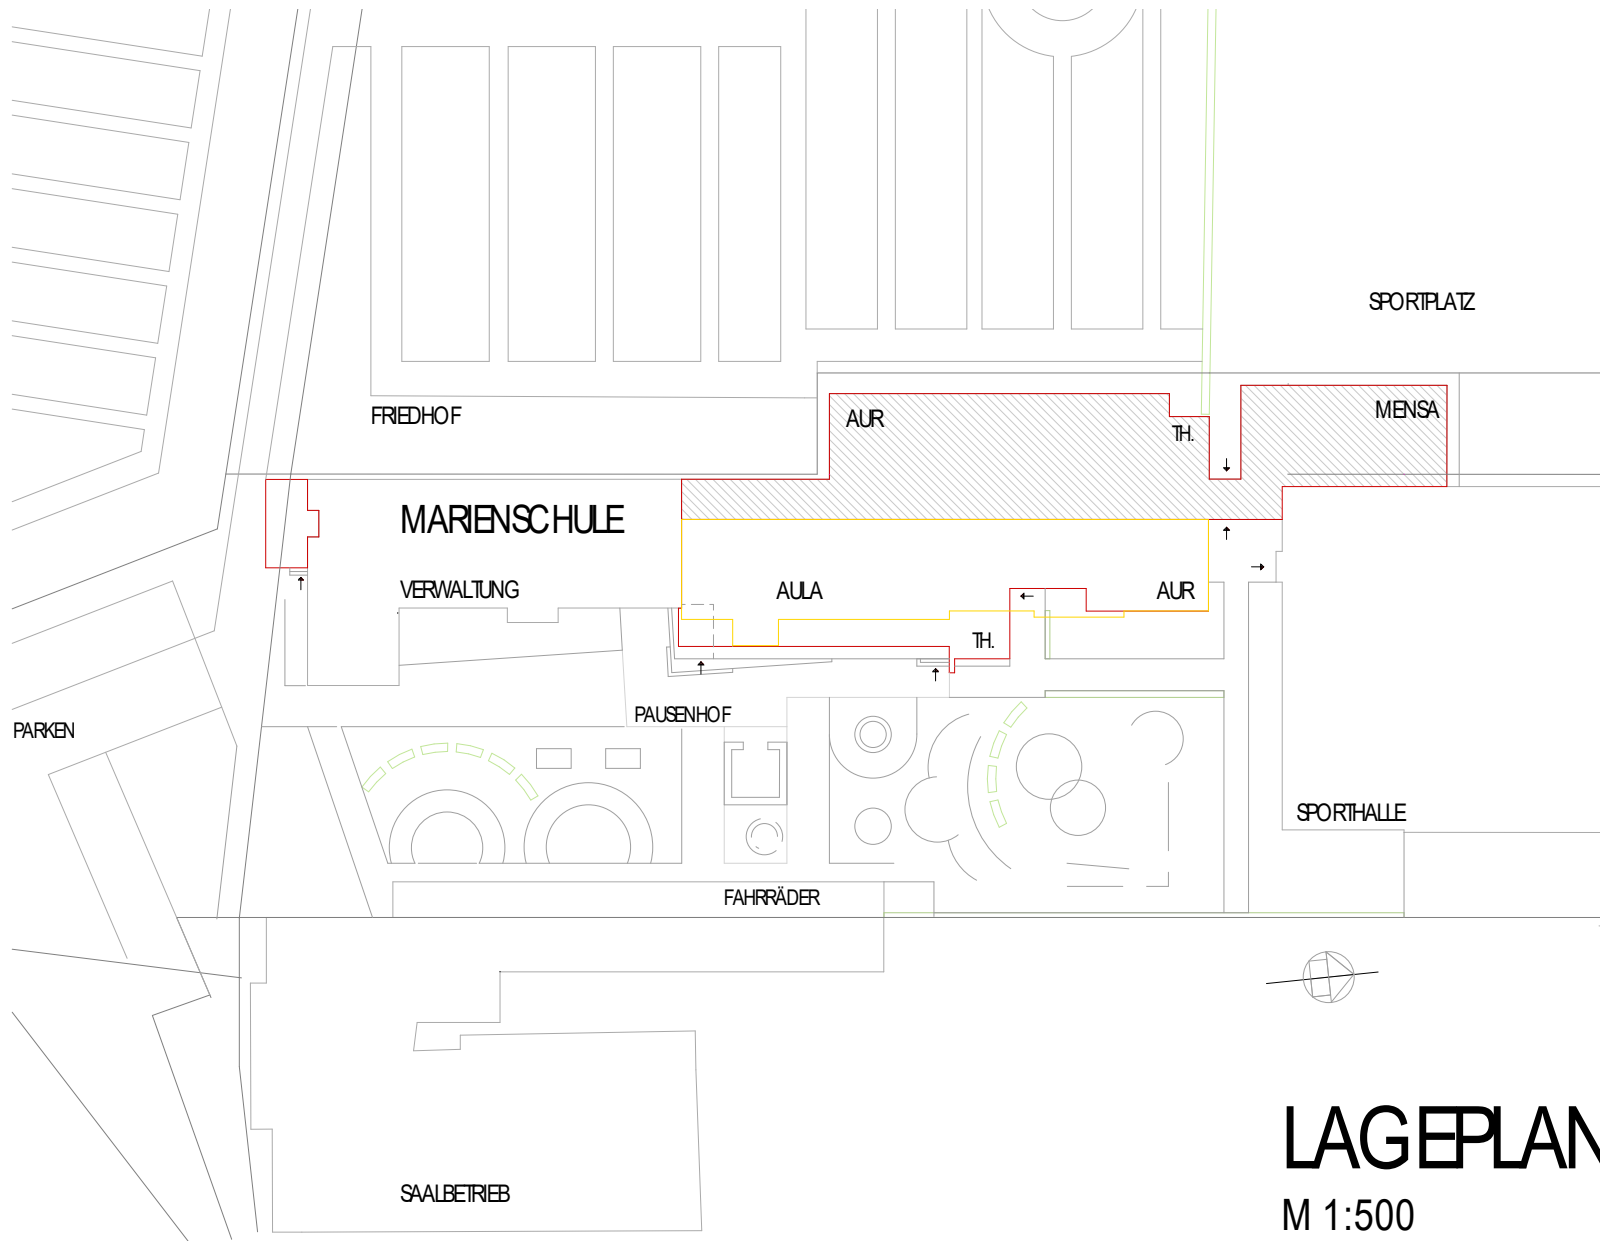 SPORTPLATZ
FRIEDHOF
AUR
TH.
MENSA
MARIENSCHULE
VERWALTUNG
AULA
AUR
TH.
PARKEN
PAUSENHOF
SPORTHALLE
FAHRRÄDER
SAALBETRIEB
LAGEPLAN
M 1:500